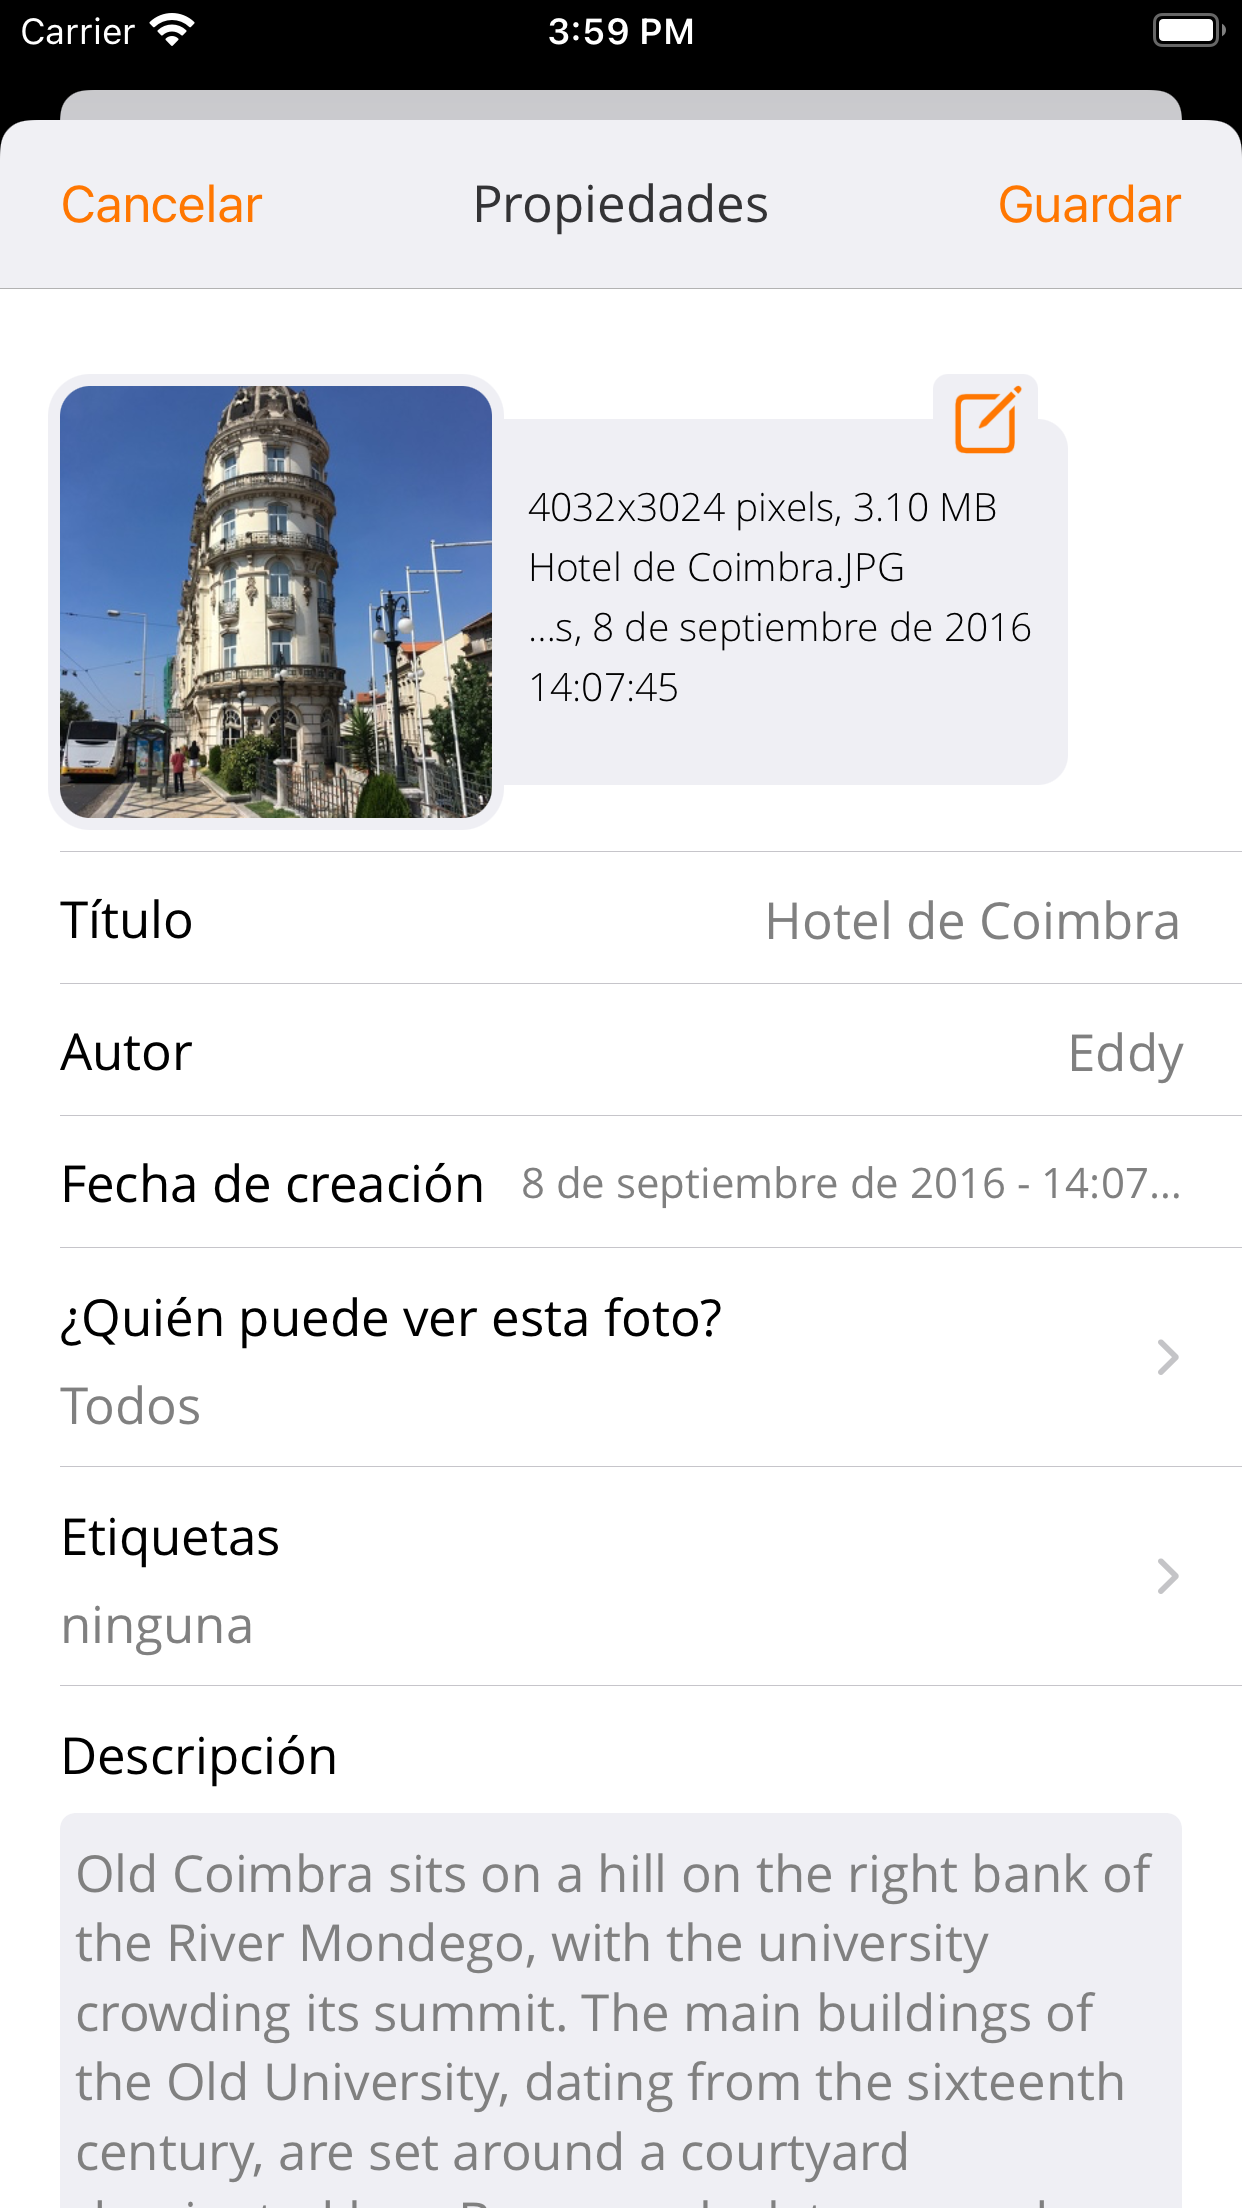 Carrier 3:59 PM
Cancelar Propiedades Guardar
4032x3024 pixels, 3.10 MB
Hotel de Coimbra.JPG
...s, 8 de septiembre de 2016
14:07:45
Título Hotel de Coimbra
Autor Eddy
Fecha de creación 8 de septiembre de 2016 - 14:07...
¿Quién puede ver esta foto?
Todos
Etiquetas
ninguna
Descripción
Old Coimbra sits on a hill on the right bank of
the River Mondego, with the university
crowding its summit. The main buildings of
the Old University, dating from the sixteenth
century, are set around a courtyard